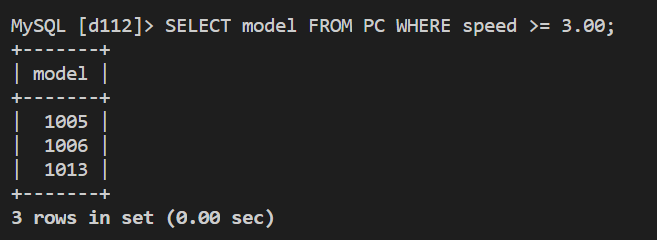 MySQL [d112]> SELECT model FROM PC WHERE speed >= 3.00;
+-------+
| model |
+-------+
|  1005 |
|  1006 |
|  1013 |
+-------+
3 rows in set (0.00 sec)